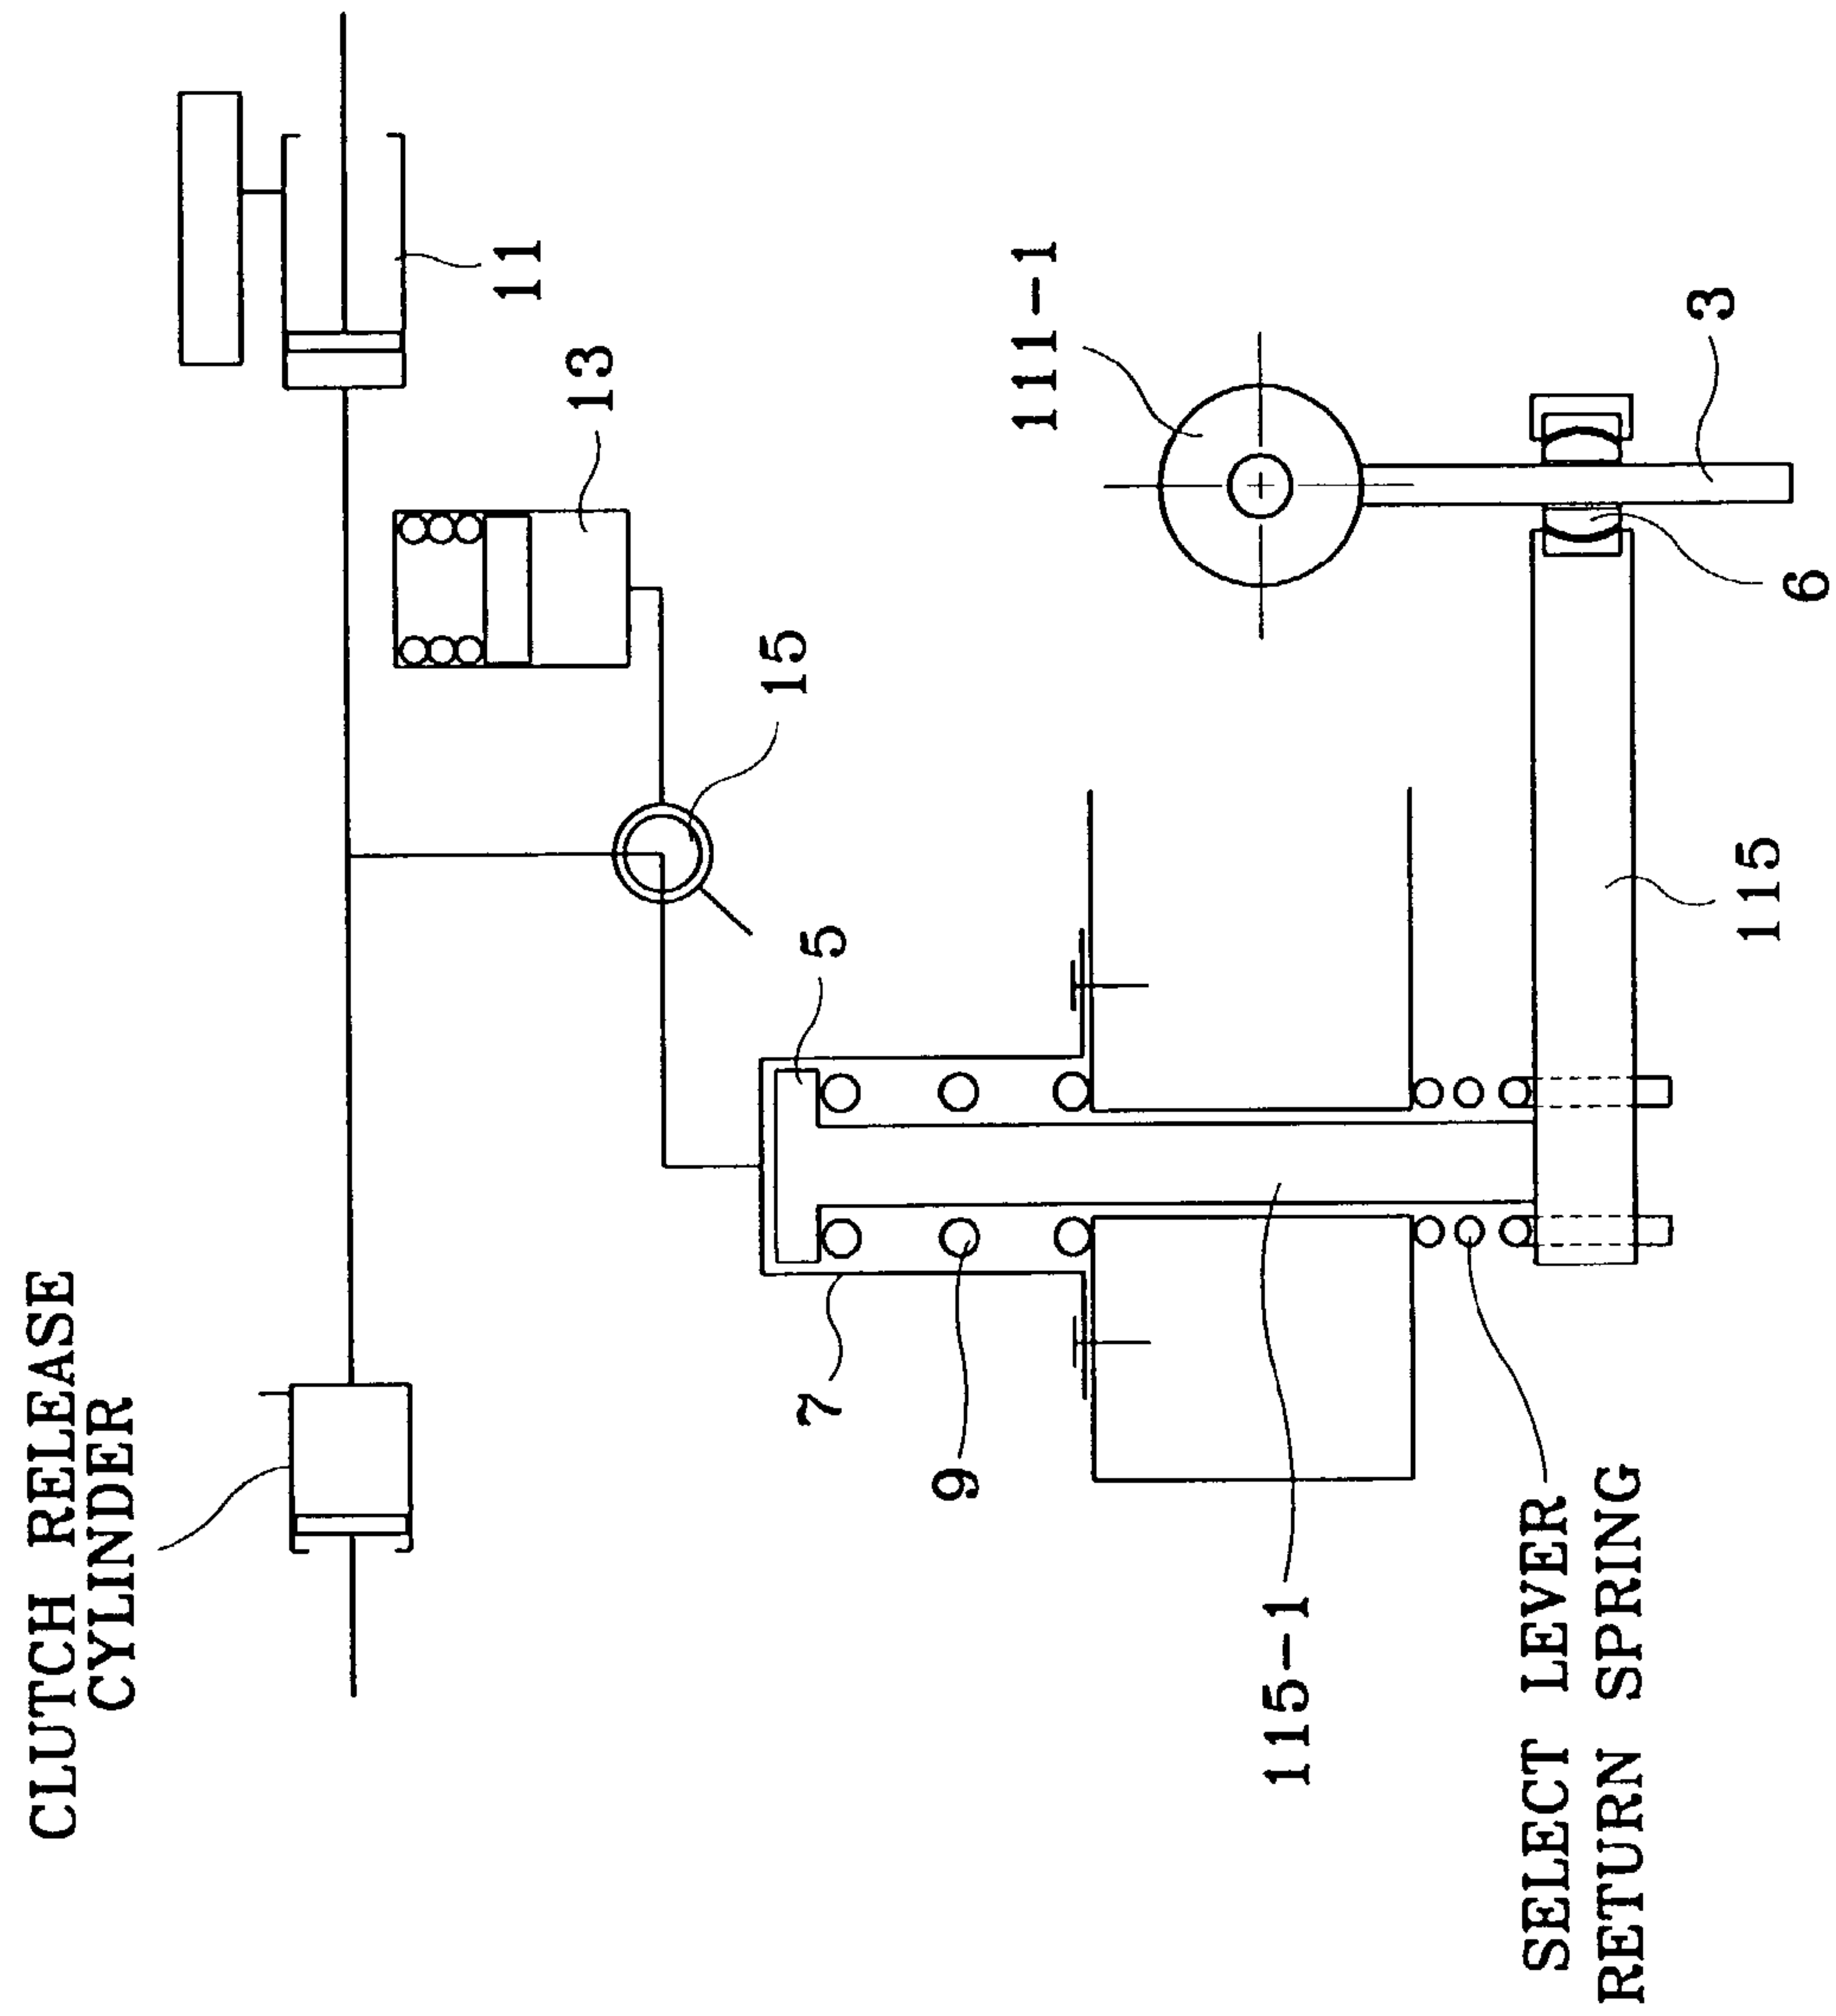 CLUTCH RELEASE
CYLINDER
11
13
15
7
5
9
111-1
115-1
SELECT LEVER
RETURN SPRING
115
3
6